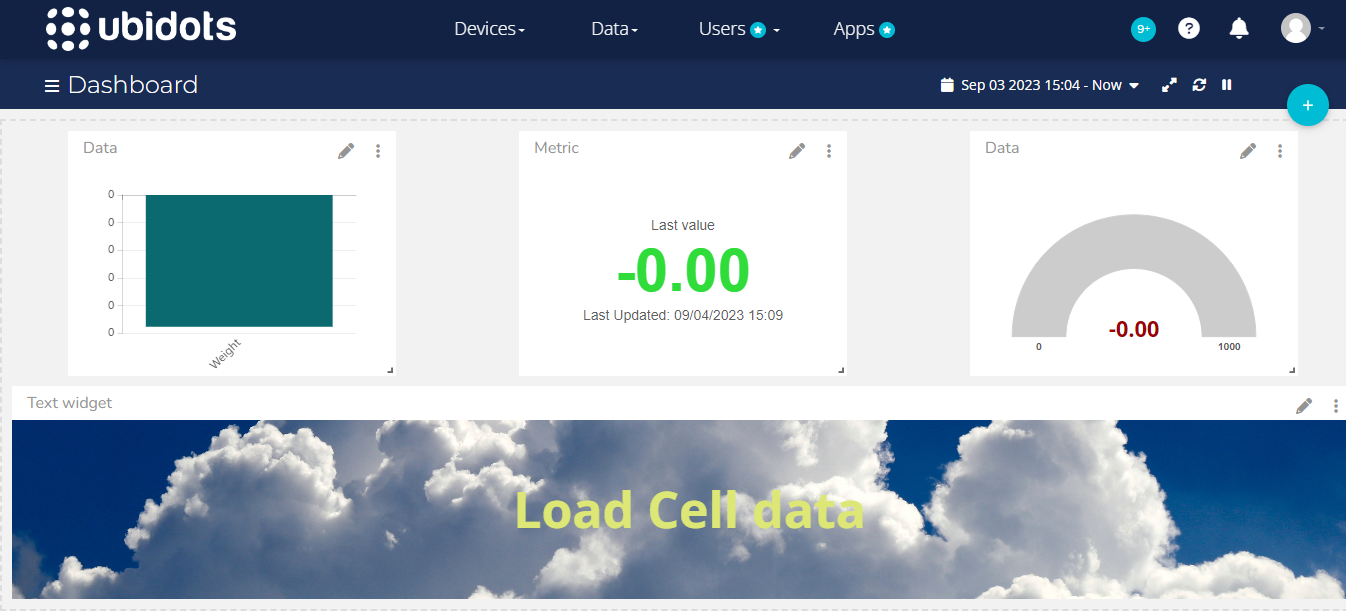 ubidots
Devices
Data
Users
Apps
9+
?
Dashboard
Sep 03 2023 15:04 - Now
+
Data
0
0
0
0
0
0
Weight
Metric
Last value
-0.00
Last Updated: 09/04/2023 15:09
Data
-0.00
0
1000
Text widget
Load Cell data